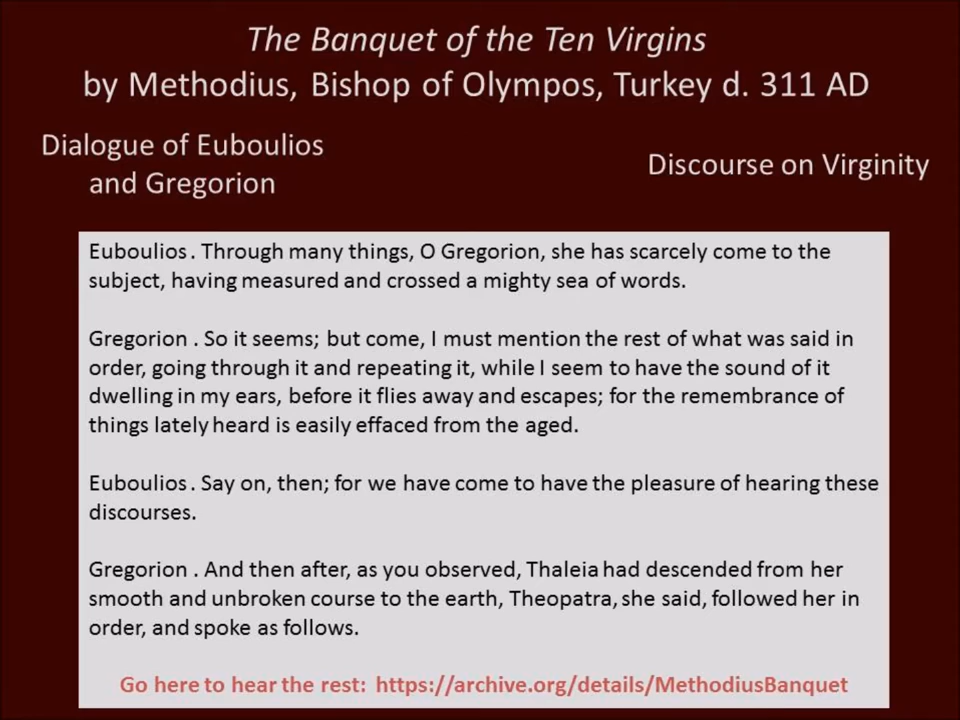 The Banquet of the Ten Virgins
by Methodius, Bishop of Olympos, Turkey d. 311 AD
Dialogue of Euboulios
and Gregorion
Discourse on Virginity
Euboulios . Through many things, O Gregorion, she has scarcely come to the
subject, having measured and crossed a mighty sea of words.
Gregorion . So it seems; but come, I must mention the rest of what was said in
order, going through it and repeating it, while I seem to have the sound of it
dwelling in my ears, before it flies away and escapes; for the remembrance of
things lately heard is easily effaced from the aged.
Euboulios . Say on, then; for we have come to have the pleasure of hearing these
discourses.
Gregorion . And then after, as you observed, Thaleia had descended from her
smooth and unbroken course to the earth, Theopatra, she said, followed her in
order, and spoke as follows.
Go here to hear the rest: https://archive.org/details/MethodiusBanquet